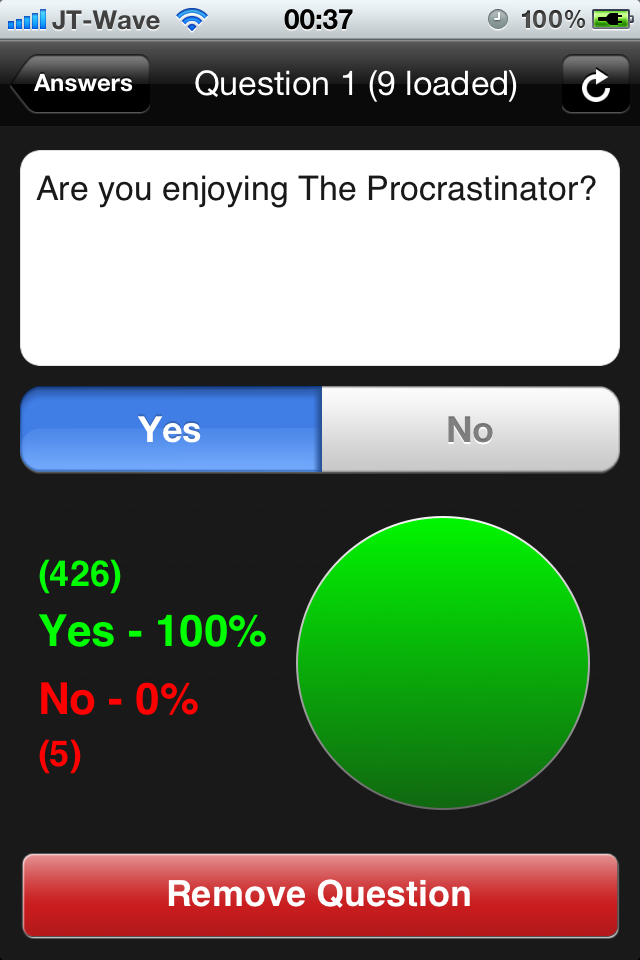 JT-Wave 00:37 100%
Answers Question 1 (9 loaded)
Are you enjoying The Procrastinator?
Yes No
(426)
Yes - 100%
No - 0%
(5)
Remove Question